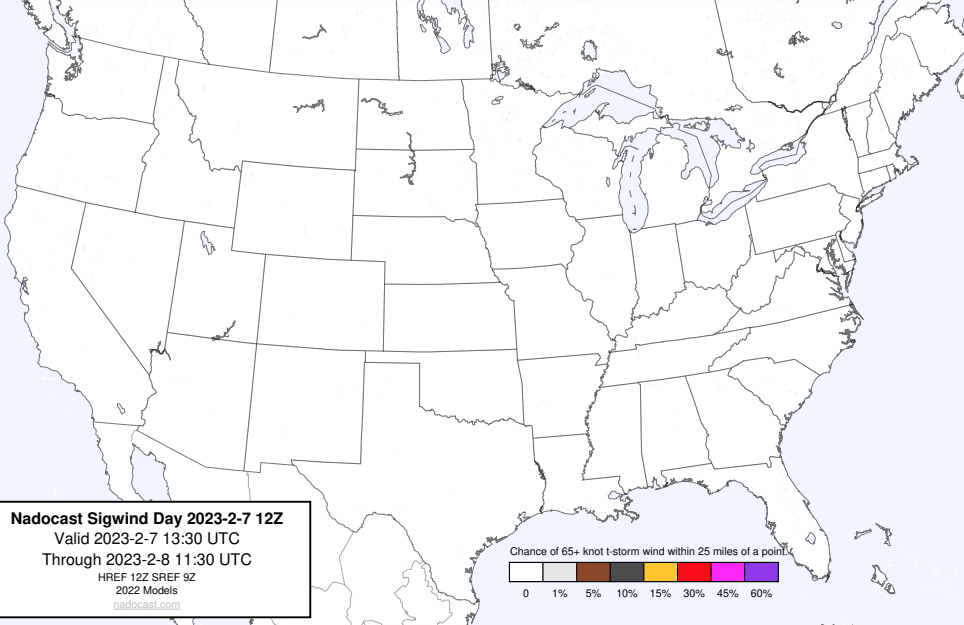 Nadocast Sigwind Day 2023-2-7 12Z
Valid 2023-2-7 13:30 UTC
Through 2023-2-8 11:30 UTC
HREF 12Z SREF 9Z
2022 Models
nadocast.com
Chance of 65+ knot t-storm wind within 25 miles of a point.
0 1% 5% 10% 15% 30% 45% 60%